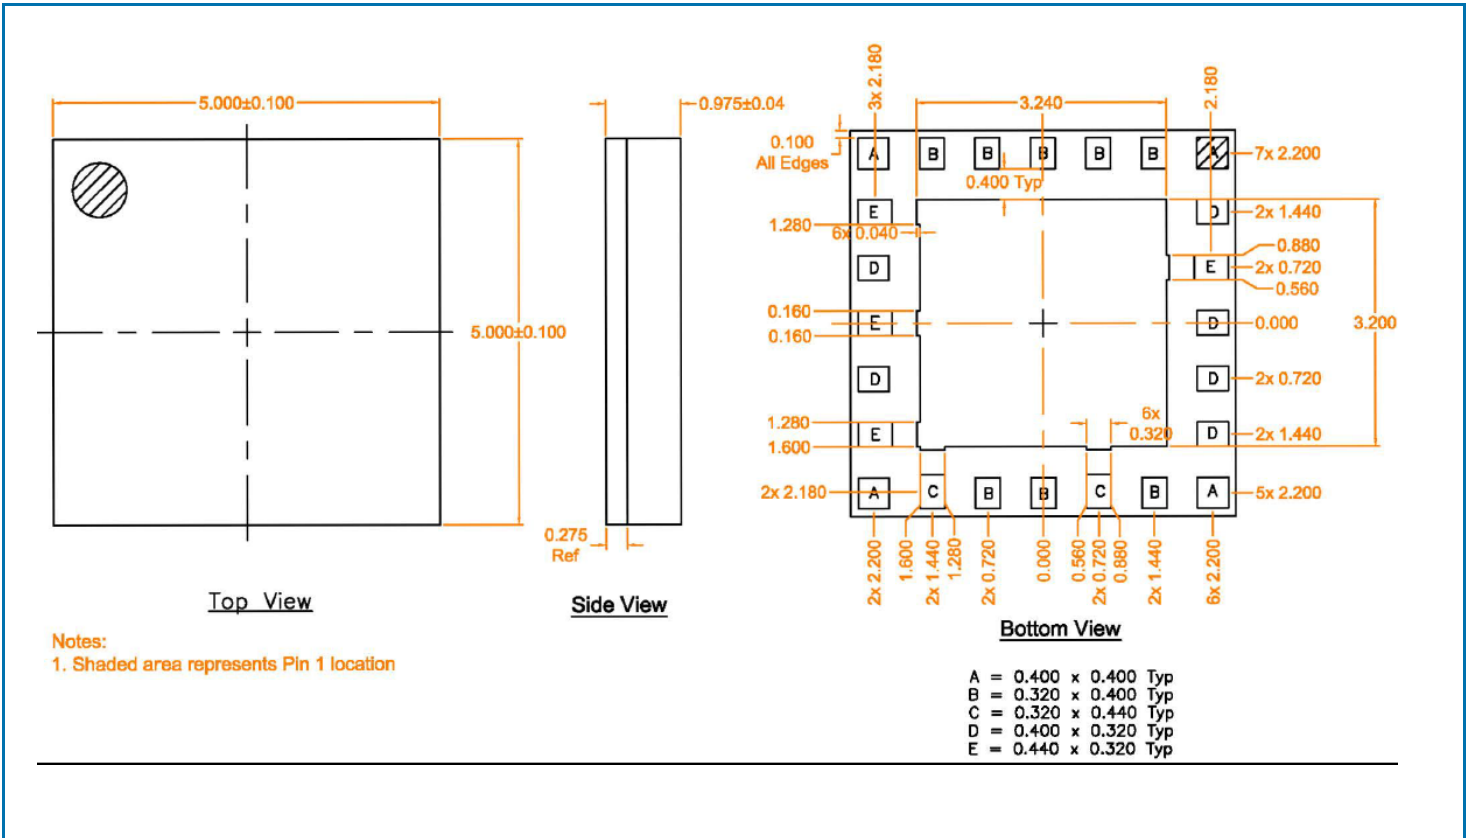 5.000±0.100
5.000±0.100
Top View
Notes:
1. Shaded area represents Pin 1 location
0.975±0.04
0.275
Ref
Side View
3x 2.180
3.240
2.180
0.100
All Edges
A B B B B B A
7x 2.200
0.400 Typ
E
D
2x 1.440
1.280
6x 0.040
0.880
D
E
2x 0.720
0.560
0.160
E
0.160
D
0.000
3.200
D
D
2x 0.720
1.280
6x
0.320
E
1.600
D
2x 1.440
2x 2.180
A C B B C B A
5x 2.200
2x 2.200
1.600
2x 1.440
1.280
2x 0.720
0.000
0.560
2x 0.720
0.880
2x 1.440
6x 2.200
Bottom View
A = 0.400 x 0.400 Typ
B = 0.320 x 0.400 Typ
C = 0.320 x 0.440 Typ
D = 0.400 x 0.320 Typ
E = 0.440 x 0.320 Typ